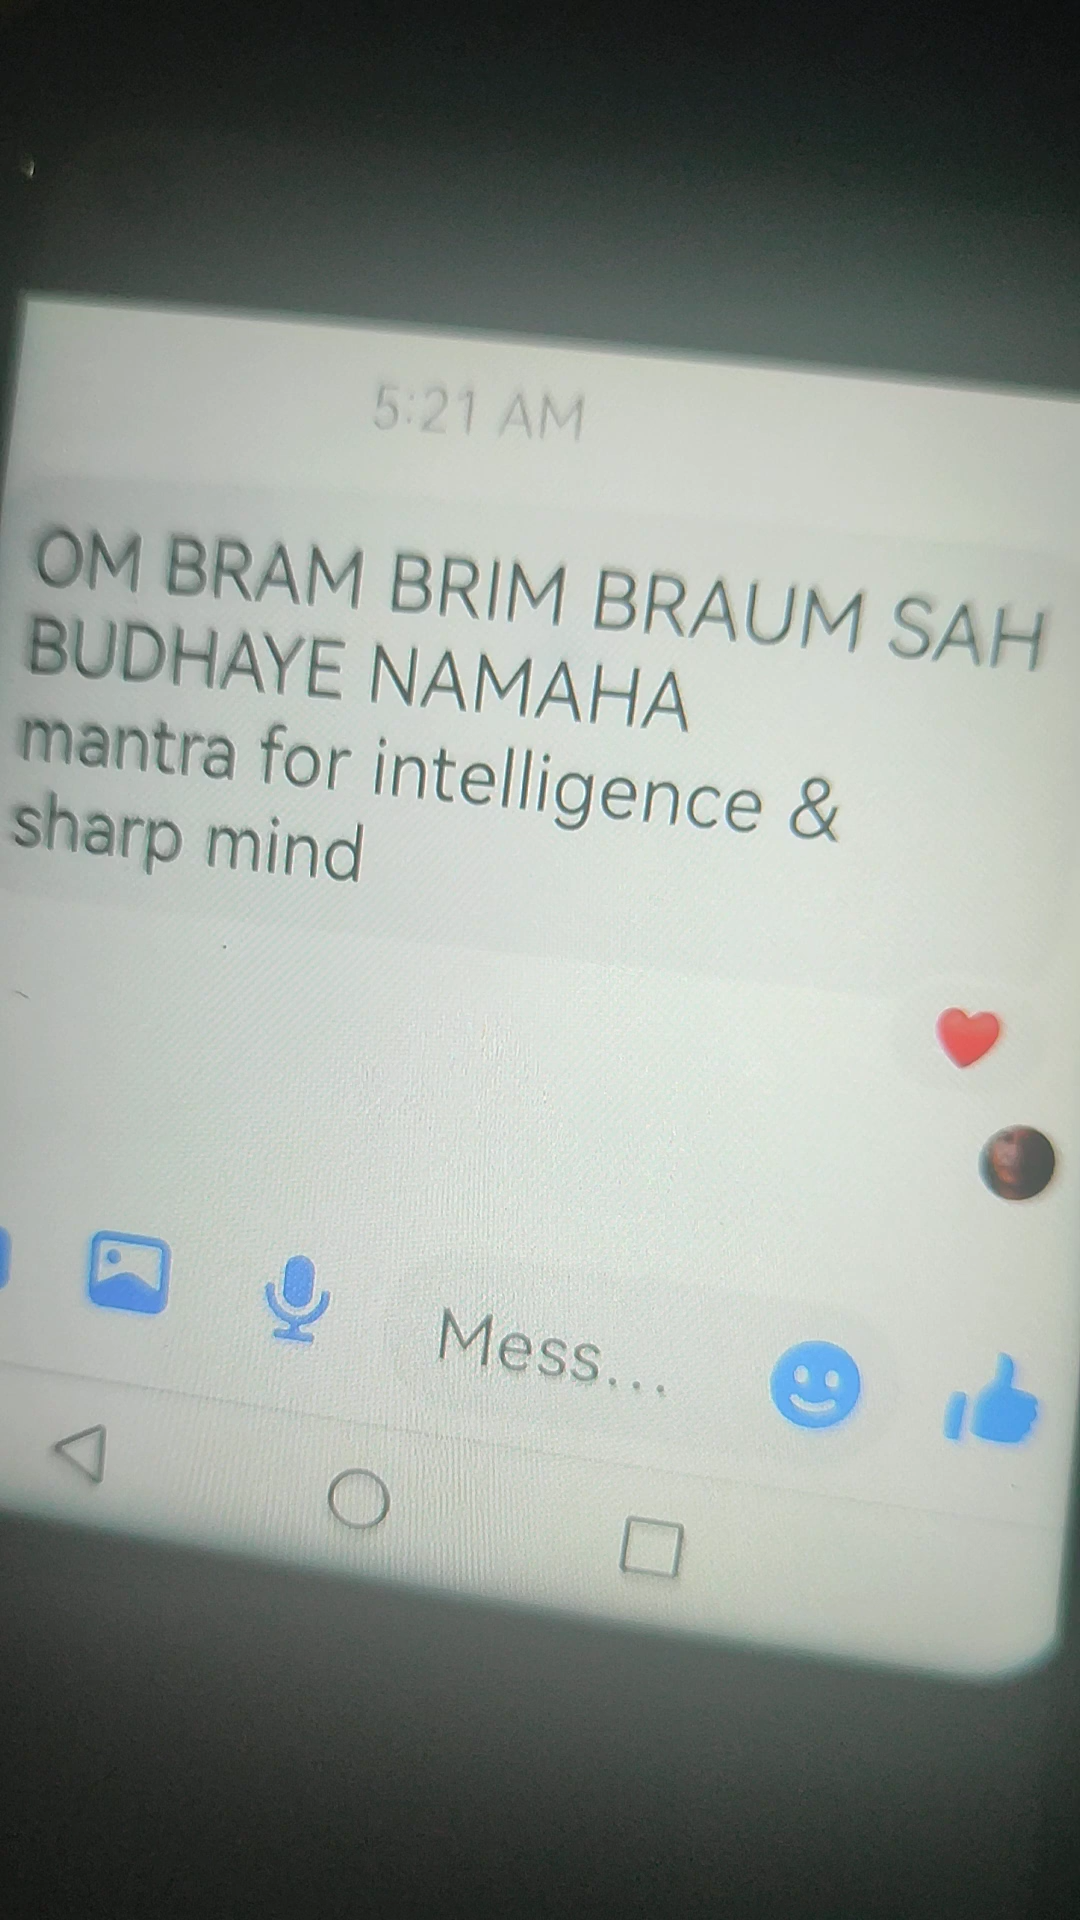 5:21 AM
OM BRAM BRIM BRAUM SAH
BUDHAYE NAMAHA
mantra for intelligence &
sharp mind
Mess...